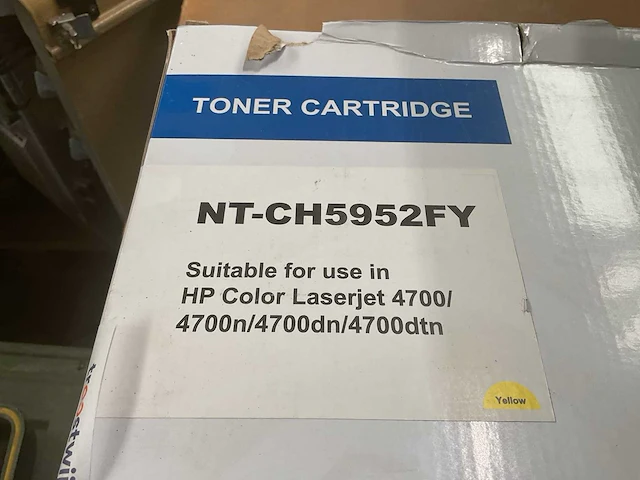 TONER CARTRIDGE
NT-CH5952FY
Suitable for use in
HP Color Laserjet 4700/
4700n/4700dn/4700dtn
Yellow